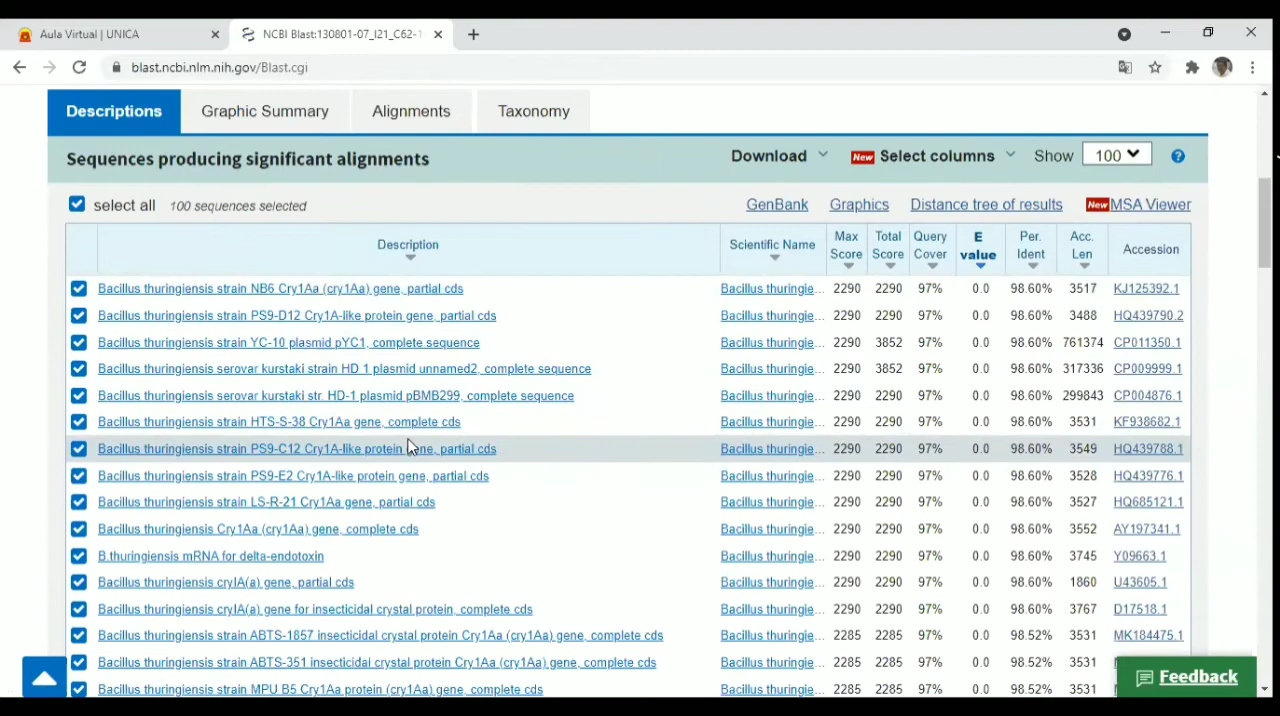 Aula Virtual | UNICA
NCBI Blast:130801-07_I21_C62-1
blast.ncbi.nlm.nih.gov/Blast.cgi
Descriptions Graphic Summary Alignments Taxonomy
Sequences producing significant alignments Download New Select columns Show 100 ?
select all 100 sequences selected GenBank Graphics Distance tree of results New MSA Viewer
Description Scientific Name Max Score Total Score Query Cover E value Per. Ident Acc. Len Accession
Bacillus thuringiensis strain NB6 Cry1Aa (cry1Aa) gene, partial cds Bacillus thuringie... 2290 2290 97% 0.0 98.60% 3517 KJ125392.1
Bacillus thuringiensis strain PS9-D12 Cry1A-like protein gene, partial cds Bacillus thuringie... 2290 2290 97% 0.0 98.60% 3488 HQ439790.2
Bacillus thuringiensis strain YC-10 plasmid pYC1, complete sequence Bacillus thuringie... 2290 3852 97% 0.0 98.60% 761374 CP011350.1
Bacillus thuringiensis serovar kurstaki strain HD 1 plasmid unnamed2, complete sequence Bacillus thuringie... 2290 3852 97% 0.0 98.60% 317336 CP009999.1
Bacillus thuringiensis serovar kurstaki str. HD-1 plasmid pBMB299, complete sequence Bacillus thuringie... 2290 2290 97% 0.0 98.60% 299843 CP004876.1
Bacillus thuringiensis strain HTS-S-38 Cry1Aa gene, complete cds Bacillus thuringie... 2290 2290 97% 0.0 98.60% 3531 KF938682.1
Bacillus thuringiensis strain PS9-C12 Cry1A-like protein gene, partial cds Bacillus thuringie... 2290 2290 97% 0.0 98.60% 3549 HQ439788.1
Bacillus thuringiensis strain PS9-E2 Cry1A-like protein gene, partial cds Bacillus thuringie... 2290 2290 97% 0.0 98.60% 3528 HQ439776.1
Bacillus thuringiensis strain LS-R-21 Cry1Aa gene, partial cds Bacillus thuringie... 2290 2290 97% 0.0 98.60% 3527 HQ685121.1
Bacillus thuringiensis Cry1Aa (cry1Aa) gene, complete cds Bacillus thuringie... 2290 2290 97% 0.0 98.60% 3552 AY197341.1
B.thuringiensis mRNA for delta-endotoxin Bacillus thuringie... 2290 2290 97% 0.0 98.60% 3745 Y09663.1
Bacillus thuringiensis cryIA(a) gene, partial cds Bacillus thuringie... 2290 2290 97% 0.0 98.60% 1860 U43605.1
Bacillus thuringiensis cryIA(a) gene for insecticidal crystal protein, complete cds Bacillus thuringie... 2290 2290 97% 0.0 98.60% 3767 D17518.1
Bacillus thuringiensis strain ABTS-1857 insecticidal crystal protein Cry1Aa (cry1Aa) gene, complete cds Bacillus thuringie... 2285 2285 97% 0.0 98.52% 3531 MK184475.1
Bacillus thuringiensis strain ABTS-351 insecticidal crystal protein Cry1Aa (cry1Aa) gene, complete cds Bacillus thuringie... 2285 2285 97% 0.0 98.52% 3531
Bacillus thuringiensis strain MPU B5 Cry1Aa protein (cry1Aa) gene, complete cds Bacillus thuringie... 2285 2285 97% 0.0 98.52% 3531
Feedback